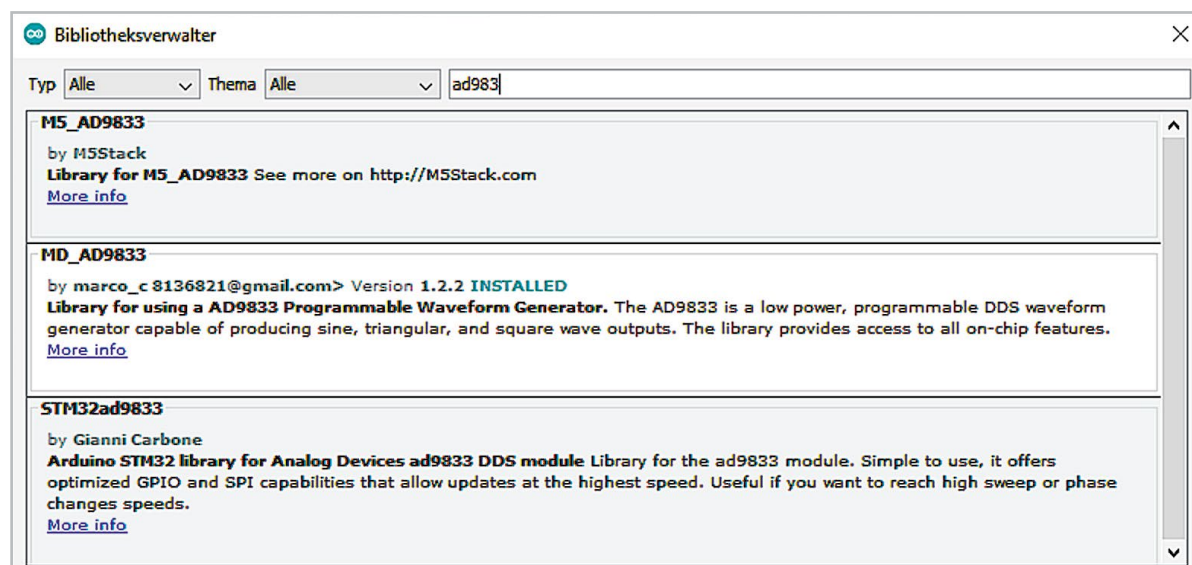 Bibliotheksverwalter
Typ Alle Thema Alle ad983
M5_AD9833
by M5Stack
Library for M5_AD9833 See more on http://M5Stack.com
More info
MD_AD9833
by marco_c 8136821@gmail.com> Version 1.2.2 INSTALLED
Library for using a AD9833 Programmable Waveform Generator. The AD9833 is a low power, programmable DDS waveform
generator capable of producing sine, triangular, and square wave outputs. The library provides access to all on-chip features.
More info
STM32ad9833
by Gianni Carbone
Arduino STM32 library for Analog Devices ad9833 DDS module Library for the ad9833 module. Simple to use, it offers
optimized GPIO and SPI capabilities that allow updates at the highest speed. Useful if you want to reach high sweep or phase
changes speeds.
More info